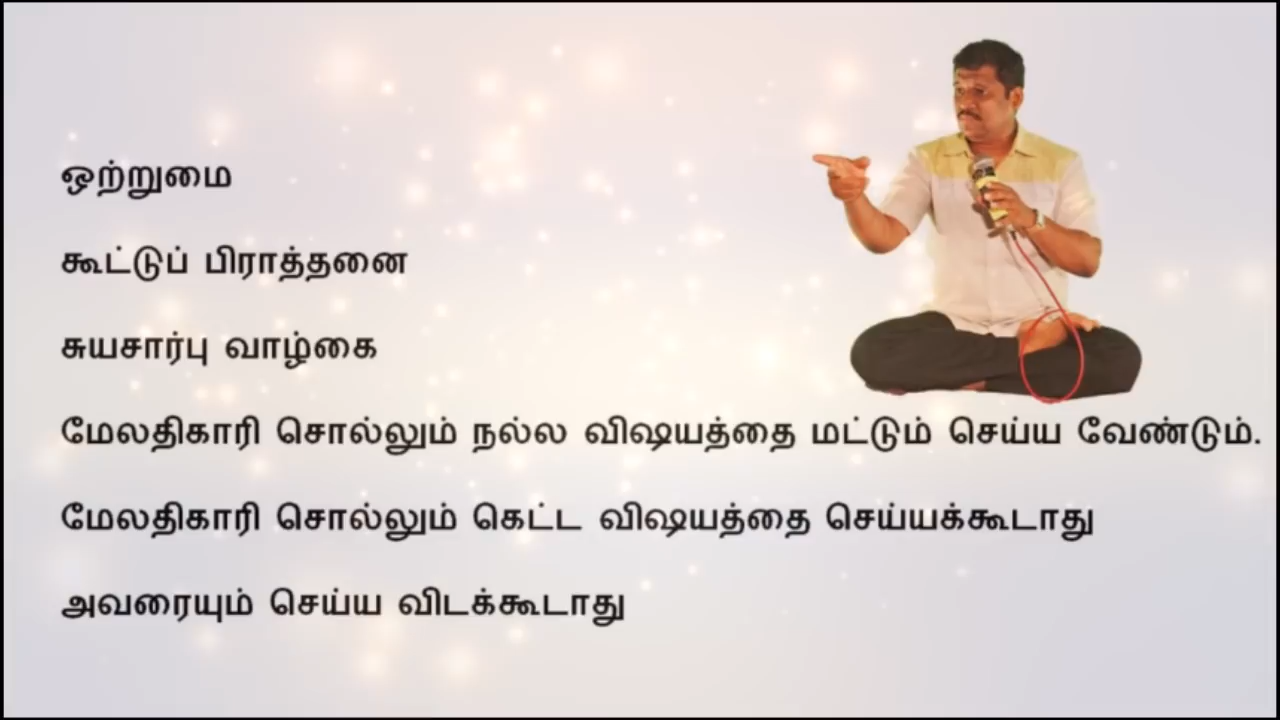 ஒற்றுமை
கூட்டுப் பிராத்தனை
சுயசார்பு வாழ்கை
மேலதிகாரி சொல்லும் நல்ல விஷயத்தை மட்டும் செய்ய வேண்டும்.
மேலதிகாரி சொல்லும் கெட்ட விஷயத்தை செய்யக்கூடாது
அவரையும் செய்ய விடக்கூடாது